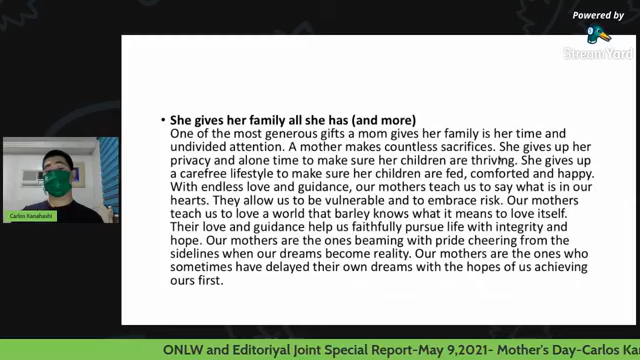 Powered by
StreamYard
• She gives her family all she has (and more)
One of the most generous gifts a mom gives her family is her time and
undivided attention. A mother makes countless sacrifices. She gives up her
privacy and alone time to make sure her children are thriving. She gives up
a carefree lifestyle to make sure her children are fed, comforted and happy.
With endless love and guidance, our mothers teach us to say what is in our
hearts. They allow us to be vulnerable and to embrace risk. Our mothers
teach us to love a world that barley knows what it means to love itself.
Their love and guidance help us faithfully pursue life with integrity and
hope. Our mothers are the ones beaming with pride cheering from the
sidelines when our dreams become reality. Our mothers are the ones who
sometimes have delayed their own dreams with the hopes of us achieving
ours first.
Carlos Kanahashi
ONLW and Editoriyal Joint Special Report-May 9,2021- Mother's Day-Carlos Kan